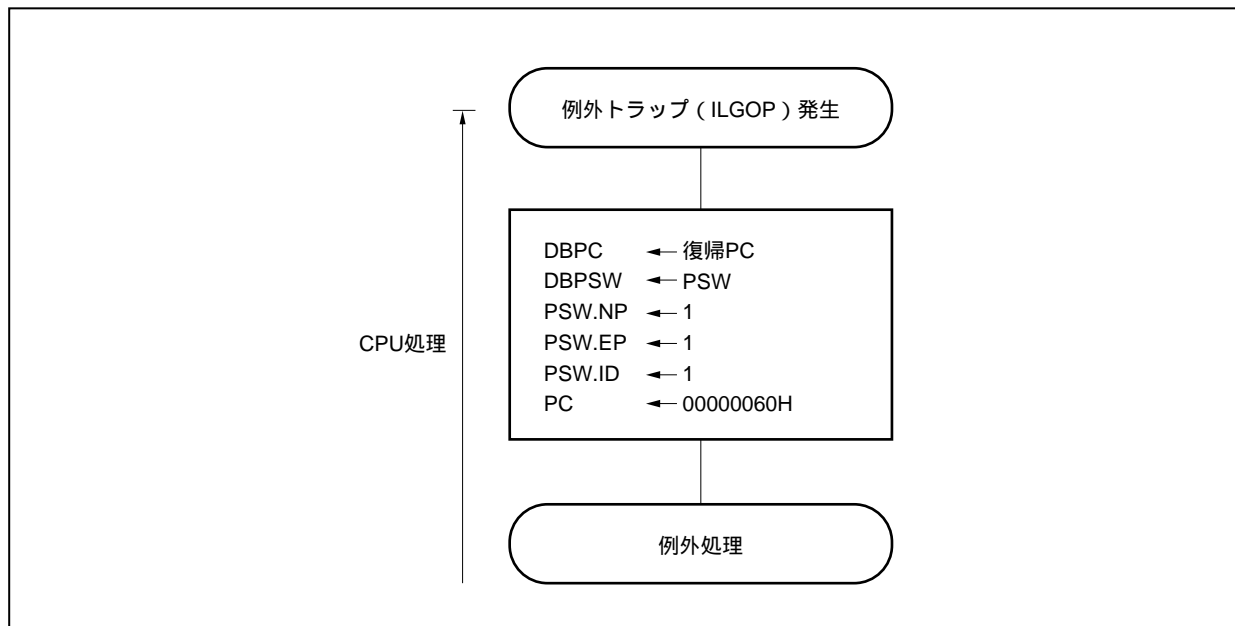 例外トラップ（ILGOP）発生
DBPC ← 復帰PC
DBPSW ← PSW
PSW.NP ← 1
PSW.EP ← 1
CPU処理
PSW.ID ← 1
PC ← 00000060H
例外処理